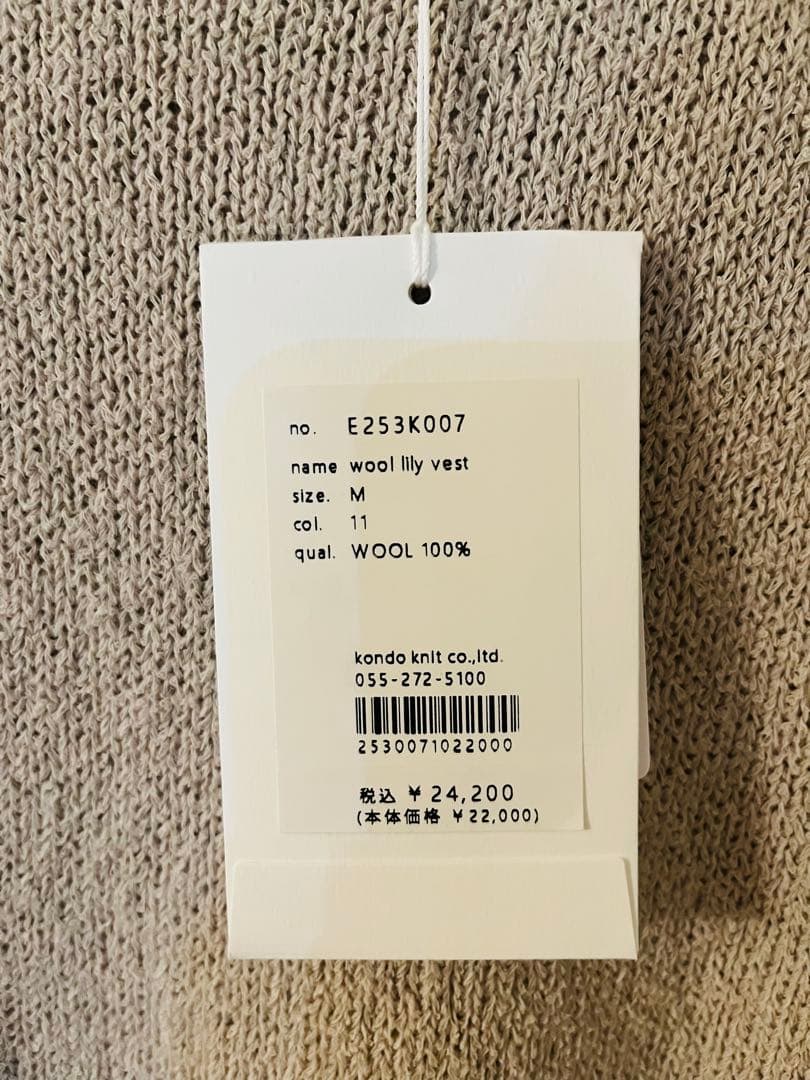 no. E253K007
name wool lily vest
size. M
col. 11
qual. WOOL 100%
kondo knit co.,ltd.
055-272-5100
2530071022000
税込 ¥ 24,200
(本体価格 ¥22,000)